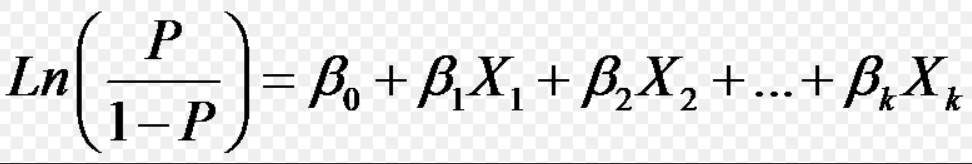 Ln(P/1−P) = β₀ + β₁X₁ + β₂X₂ + ... + βₖXₖ